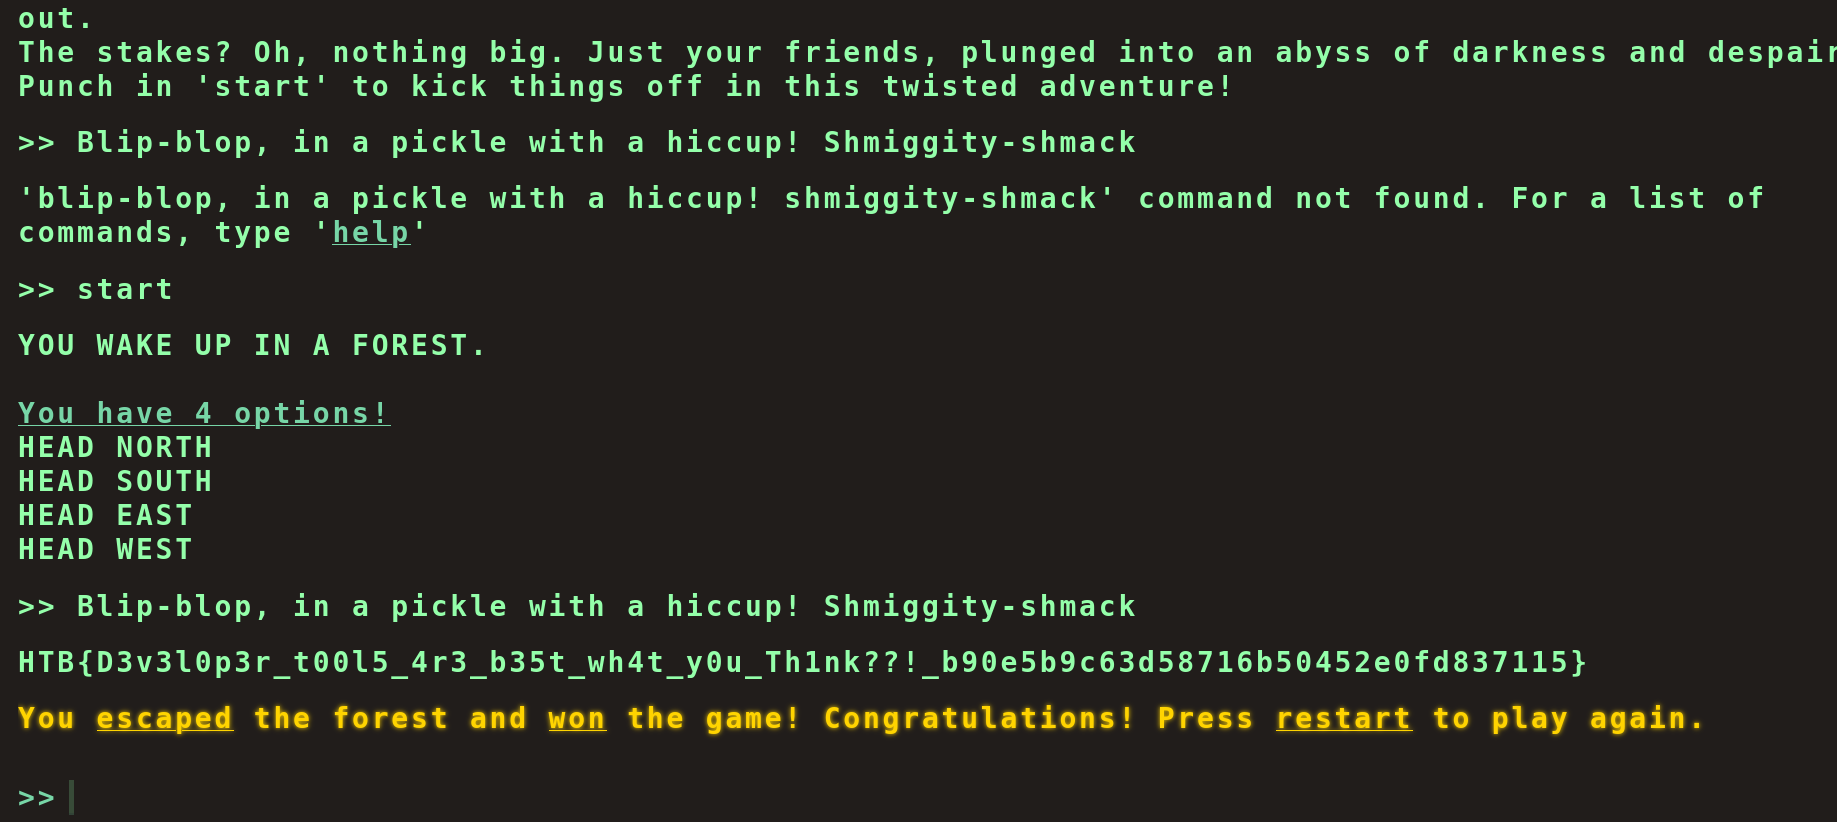 out.
The stakes? Oh, nothing big. Just your friends, plunged into an abyss of darkness and despair
Punch in 'start' to kick things off in this twisted adventure!
>> Blip-blop, in a pickle with a hiccup! Shmiggity-shmack
'blip-blop, in a pickle with a hiccup! shmiggity-shmack' command not found. For a list of
commands, type 'help'
>> start
YOU WAKE UP IN A FOREST.
You have 4 options!
HEAD NORTH
HEAD SOUTH
HEAD EAST
HEAD WEST
>> Blip-blop, in a pickle with a hiccup! Shmiggity-shmack
HTB{D3v3l0p3r_t00l5_4r3_b35t_wh4t_y0u_Th1nk??!_b90e5b9c63d58716b50452e0fd837115}
You escaped the forest and won the game! Congratulations! Press restart to play again.
>>